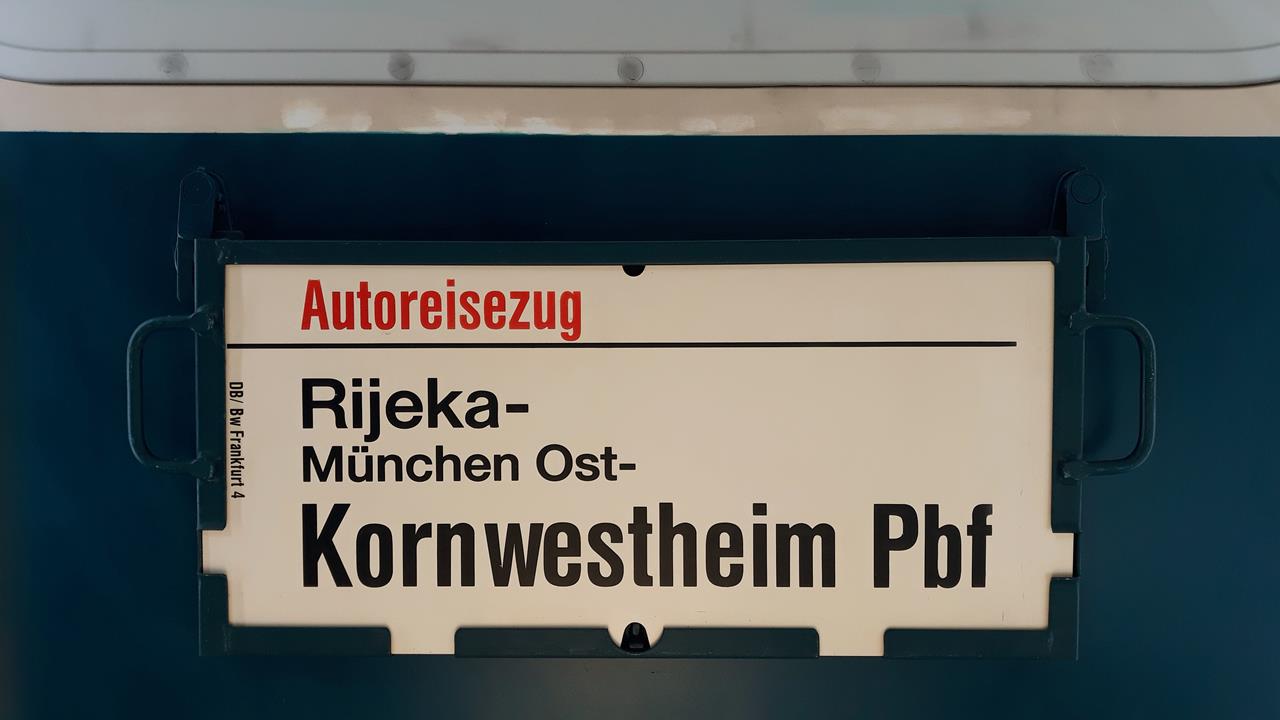 Autoreisezug
Rijeka-
München Ost-
Kornwestheim Pbf
DB/ Bw Frankfurt 4